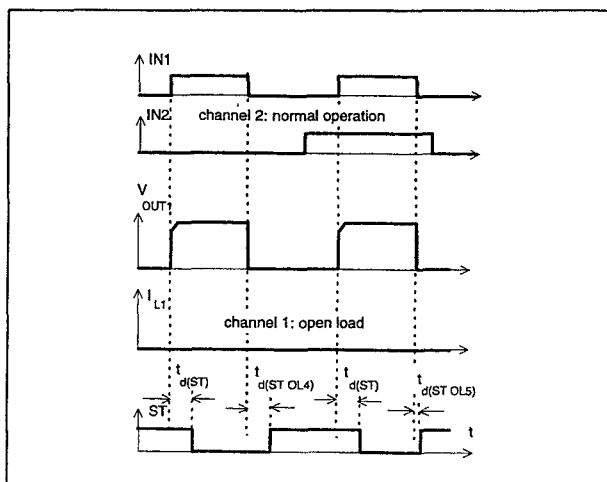 IN1
IN2
channel 2: normal operation
V
OUT1
I L1
channel 1: open load
t d(ST)
t d(ST OL4)
t d(ST)
t d(ST OL5)
ST
t